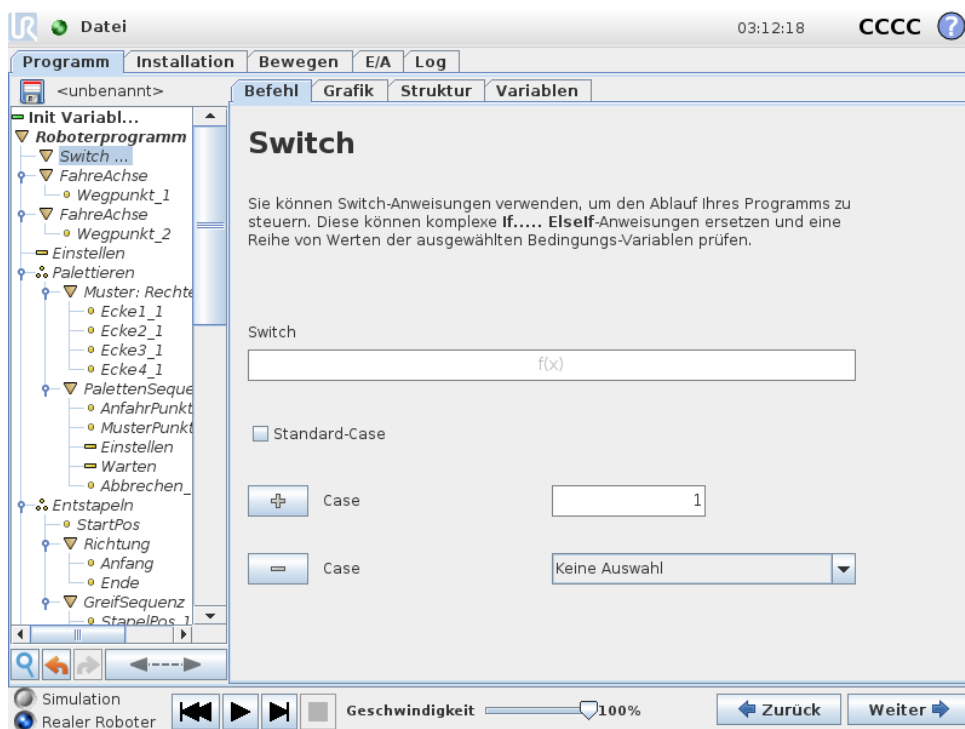 UR Datei 03:12:18 CCCC ?
Programm Installation Bewegen E/A Log
<unbenannt> Befehl Grafik Struktur Variablen
Init Variabl...
Roboterprogramm
Switch ...
FahreAchse
Wegpunkt_1
FahreAchse
Wegpunkt_2
Einstellen
Palettieren
Muster: Rechte
Ecke1_1
Ecke2_1
Ecke3_1
Ecke4_1
PalettenSeque
AnfahrPunkt
MusterPunkt
Einstellen
Warten
Abbrechen_
Entstapeln
StartPos
Richtung
Anfang
Ende
GreifSequenz
StapelPos_1
Switch
Sie können Switch-Anweisungen verwenden, um den Ablauf Ihres Programms zu
steuern. Diese können komplexe If..... ElseIf-Anweisungen ersetzen und eine
Reihe von Werten der ausgewählten Bedingungs-Variablen prüfen.
Switch
f(x)
Standard-Case
Case 1
Case Keine Auswahl
Simulation
Realer Roboter
Geschwindigkeit 100%
Zurück Weiter